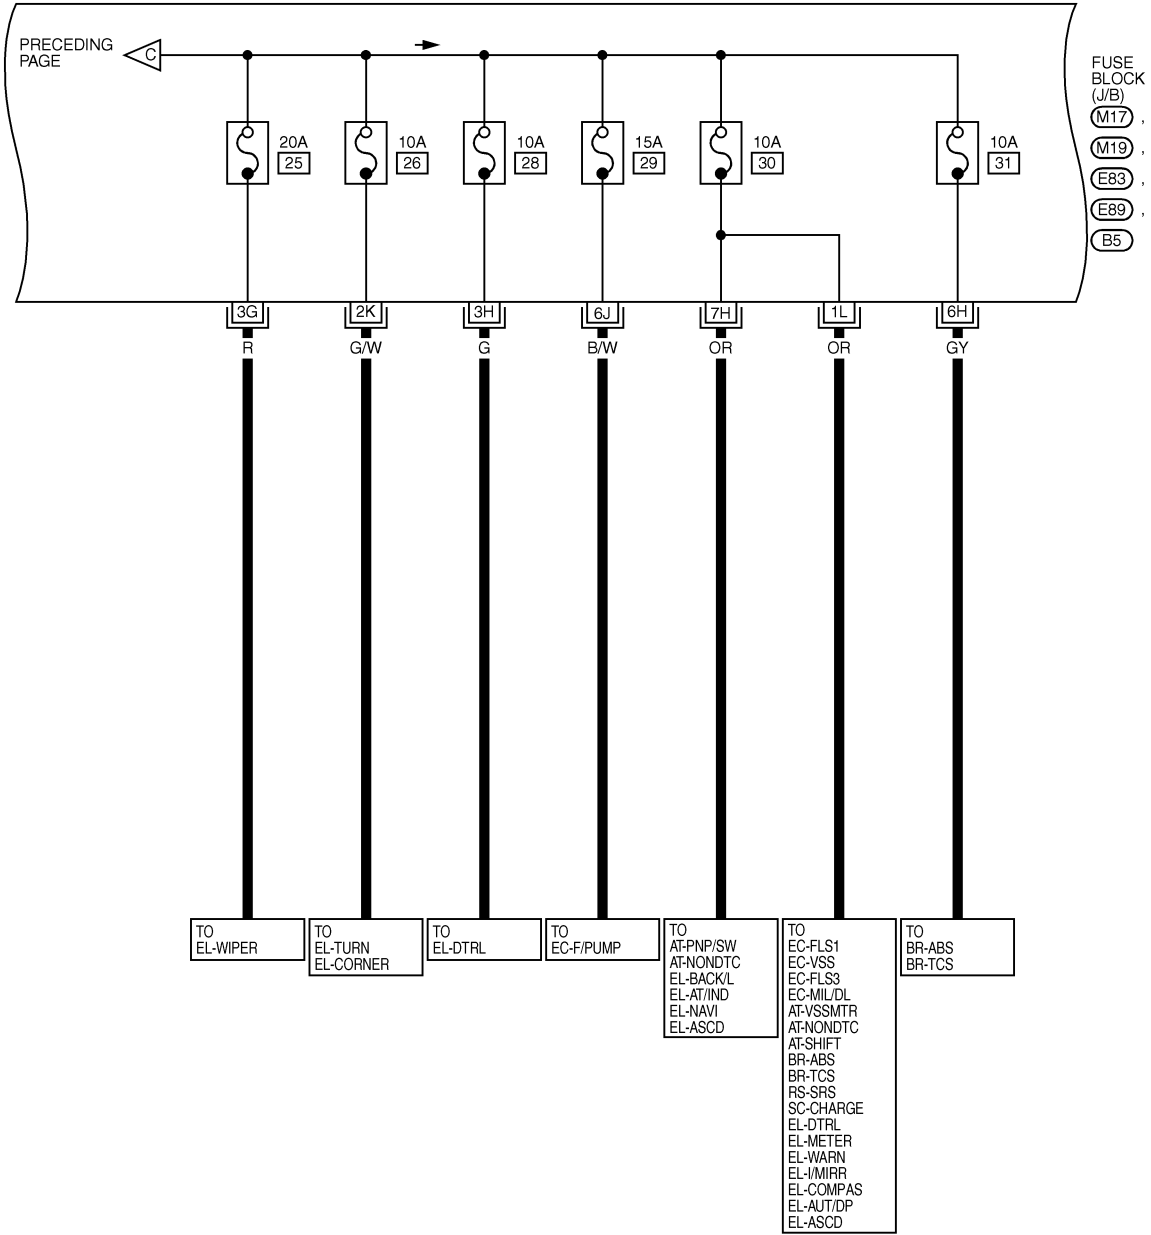 PRECEDING
PAGE
C
FUSE
BLOCK
(J/B)
M17 ,
M19 ,
E83 ,
E89 ,
B5
20A
25
10A
26
10A
28
15A
29
10A
30
10A
31
3G
2K
3H
6J
7H
1L
6H
R
G/W
G
B/W
OR
OR
GY
TO
EL-WIPER
TO
EL-TURN
EL-CORNER
TO
EL-DTRL
TO
EC-F/PUMP
TO
AT-PNP/SW
AT-NONDTC
EL-BACK/L
EL-AT/IND
EL-NAVI
EL-ASCD
TO
EC-FLS1
EC-VSS
EC-FLS3
EC-MIL/DL
AT-VSSMTR
AT-NONDTC
AT-SHIFT
BR-ABS
BR-TCS
RS-SRS
SC-CHARGE
EL-DTRL
EL-METER
EL-WARN
EL-I/MIRR
EL-COMPAS
EL-AUT/DP
EL-ASCD
TO
BR-ABS
BR-TCS